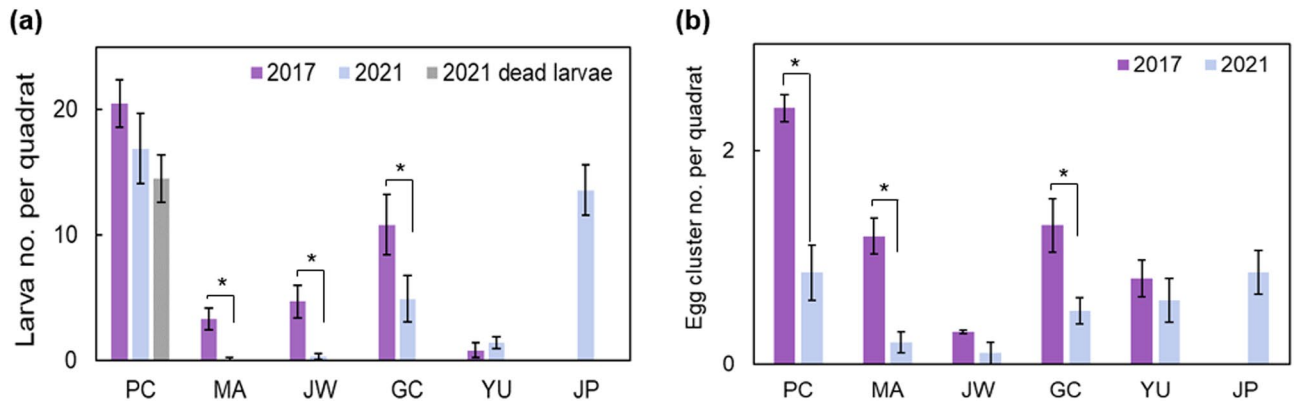 (a)
Larva no. per quadrat
20
10
0
2017 2021 2021 dead larvae
*
*
*
PC MA JW GC YU JP
(b)
Egg cluster no. per quadrat
2
0
2017 2021
*
*
*
PC MA JW GC YU JP